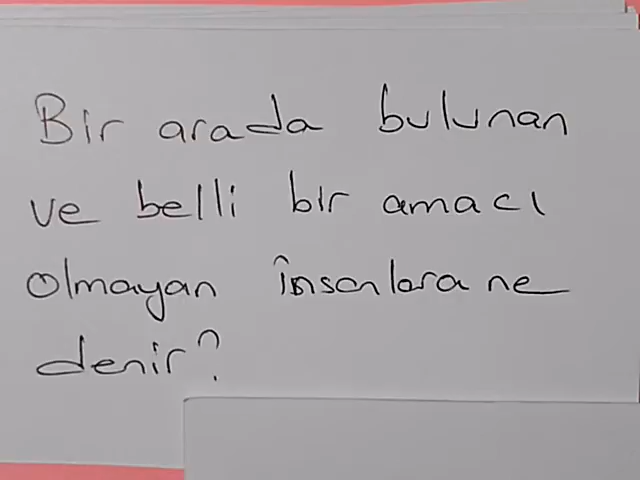 Bir arada bulunan
ve belli bir amacı
olmayan insanlara ne
denir?